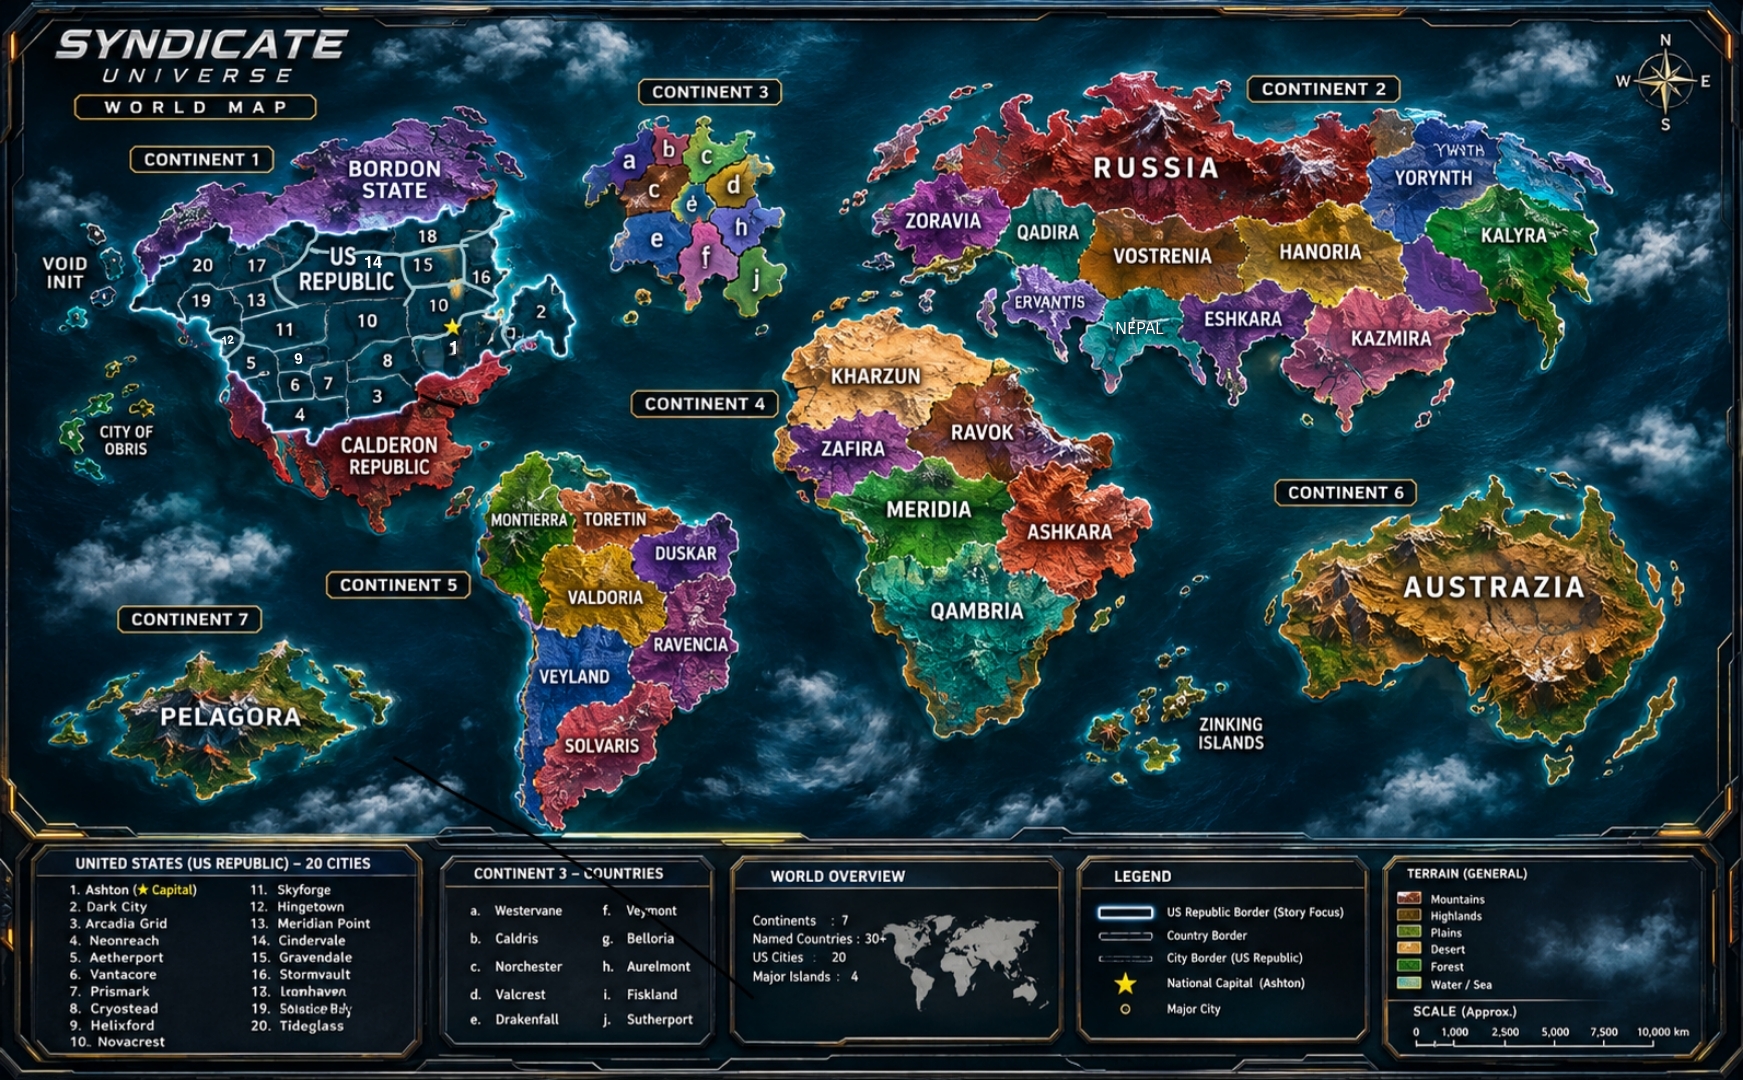 SYNDICATE
UNIVERSE
WORLD MAP
N
W E
S
CONTINENT 1
BORDON
STATE
VOID
INIT
US
REPUBLIC
18
14
15
16
20
17
19
13
10
2
11
10
12
1
5
9
8
6
7
3
4
CITY OF
OBRIS
CALDERON
REPUBLIC
CONTINENT 3
a
b
c
c
d
e
h
e
f
j
CONTINENT 2
RUSSIA
YORYNTH
ZORAVIA
QADIRA
VOSTRENIA
HANORIA
KALYRA
ERVANTIS
NEPAL
ESHKARA
KAZMIRA
CONTINENT 4
KHARZUN
ZAFIRA
RAVOK
MERIDIA
ASHKARA
QAMBRIA
CONTINENT 5
MONTIERRA
TORETIN
DUSKAR
VALDORIA
RAVENCIA
VEYLAND
SOLVARIS
CONTINENT 6
AUSTRAZIA
ZINKING
ISLANDS
CONTINENT 7
PELAGORA
UNITED STATES (US REPUBLIC) – 20 CITIES
1. Ashton (★ Capital)
2. Dark City
3. Arcadia Grid
4. Neonreach
5. Aetherport
6. Vantacore
7. Prismark
8. Cryostead
9. Helixford
10. Novacrest
11. Skyforge
12. Hingetown
13. Meridian Point
14. Cindervale
15. Gravendale
16. Stormvault
20. Tideglass
CONTINENT 3 – COUNTRIES
a. Westervane
b. Caldris
c. Norchester
d. Valcrest
e. Drakenfall
f. Veymont
g. Belloria
h. Aurelmont
i. Fiskland
j. Sutherport
WORLD OVERVIEW
Continents : 7
Named Countries : 30+
US Cities : 20
Major Islands : 4
LEGEND
US Republic Border (Story Focus)
Country Border
City Border (US Republic)
National Capital (Ashton)
Major City
TERRAIN (GENERAL)
Mountains
Highlands
Plains
Desert
Forest
Water / Sea
SCALE (Approx.)
0 1,000 2,500 5,000 7,500 10,000 km